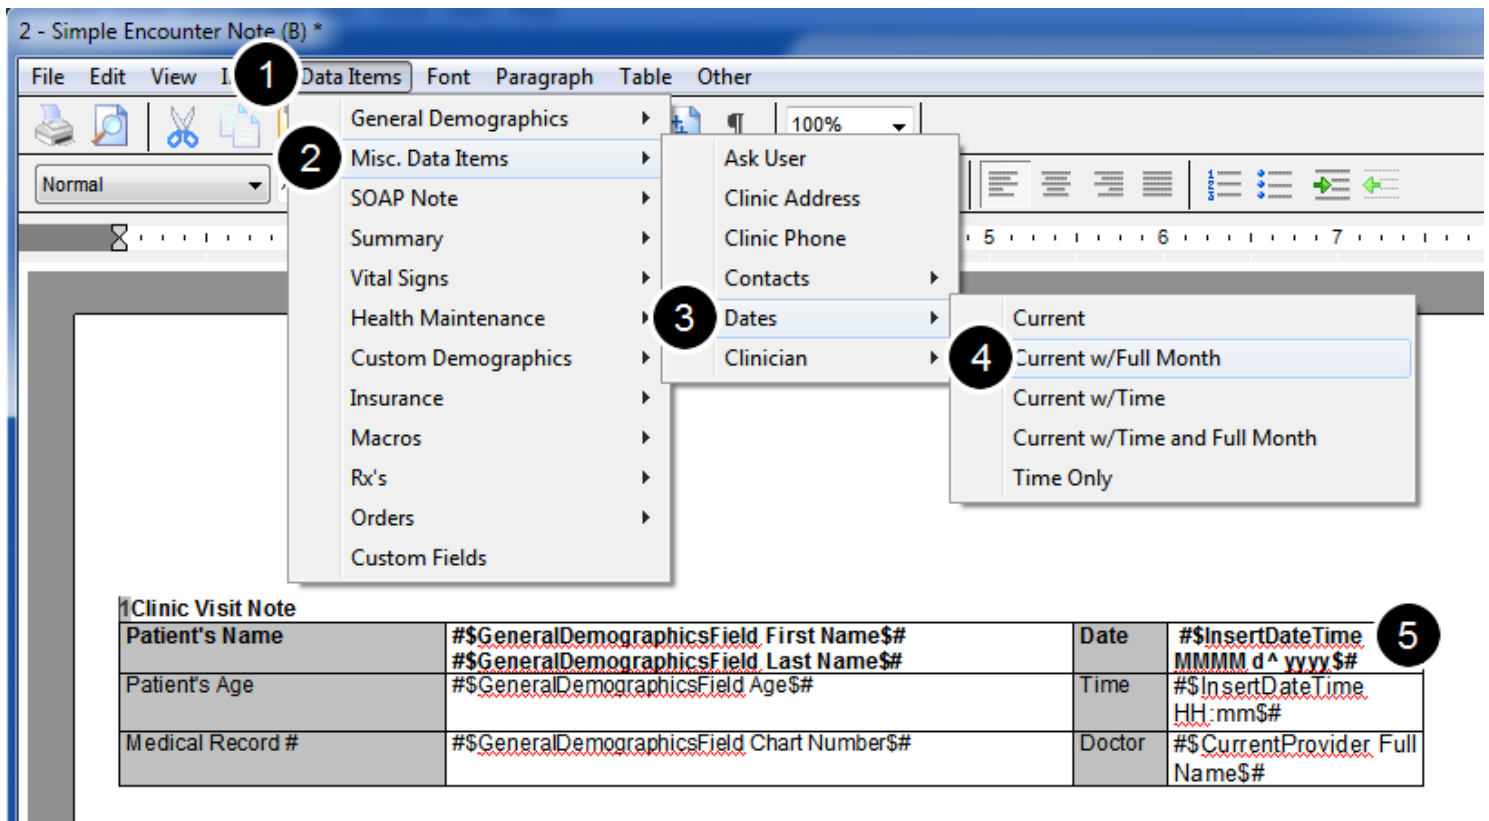 2 - Simple Encounter Note (B) *
File Edit View I 1 Data Items Font Paragraph Table Other
100%
Normal
General Demographics
2 Misc. Data Items
SOAP Note
Summary
Vital Signs
Health Maintenance
Custom Demographics
Insurance
Macros
Rx's
Orders
Custom Fields
Ask User
Clinic Address
Clinic Phone
Contacts
3 Dates
Clinician
Current
4 Current w/Full Month
Current w/Time
Current w/Time and Full Month
Time Only
5 6 7
1Clinic Visit Note
Patient's Name #$GeneralDemographicsField First Name$# Date #$InsertDateTime 5
#$GeneralDemographicsField Last Name$# MMMM d^ yyyy$#
Patient's Age #$GeneralDemographicsField Age$# Time #$InsertDateTime
HH:mm$#
Medical Record # #$GeneralDemographicsField Chart Number$# Doctor #$CurrentProvider Full
Name$#